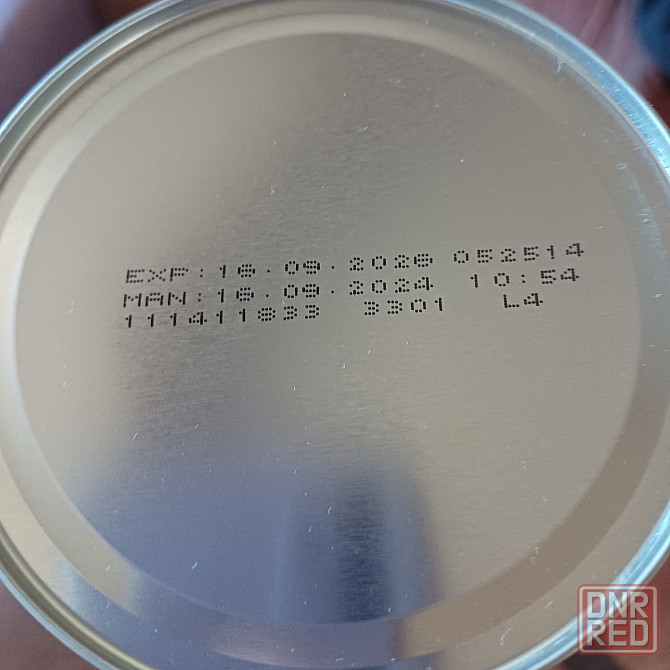 EXP:16.09.2026 052514
MAN:16.09.2024 10:54
111411833 3301 L4
DNR
RED